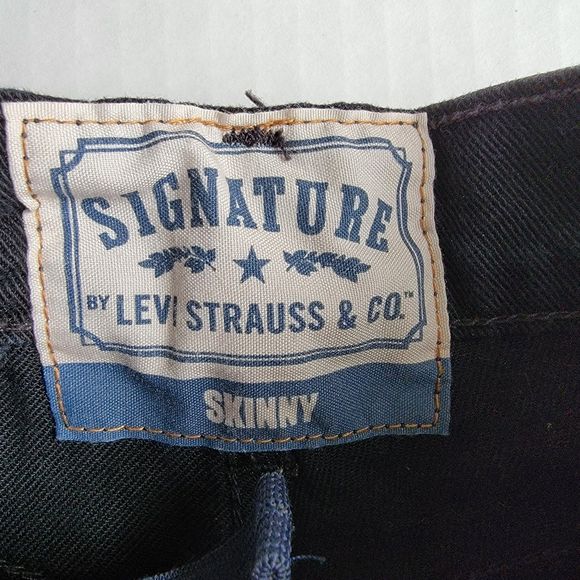 SIGNATURE
BY LEVI STRAUSS & CO.™
SKINNY